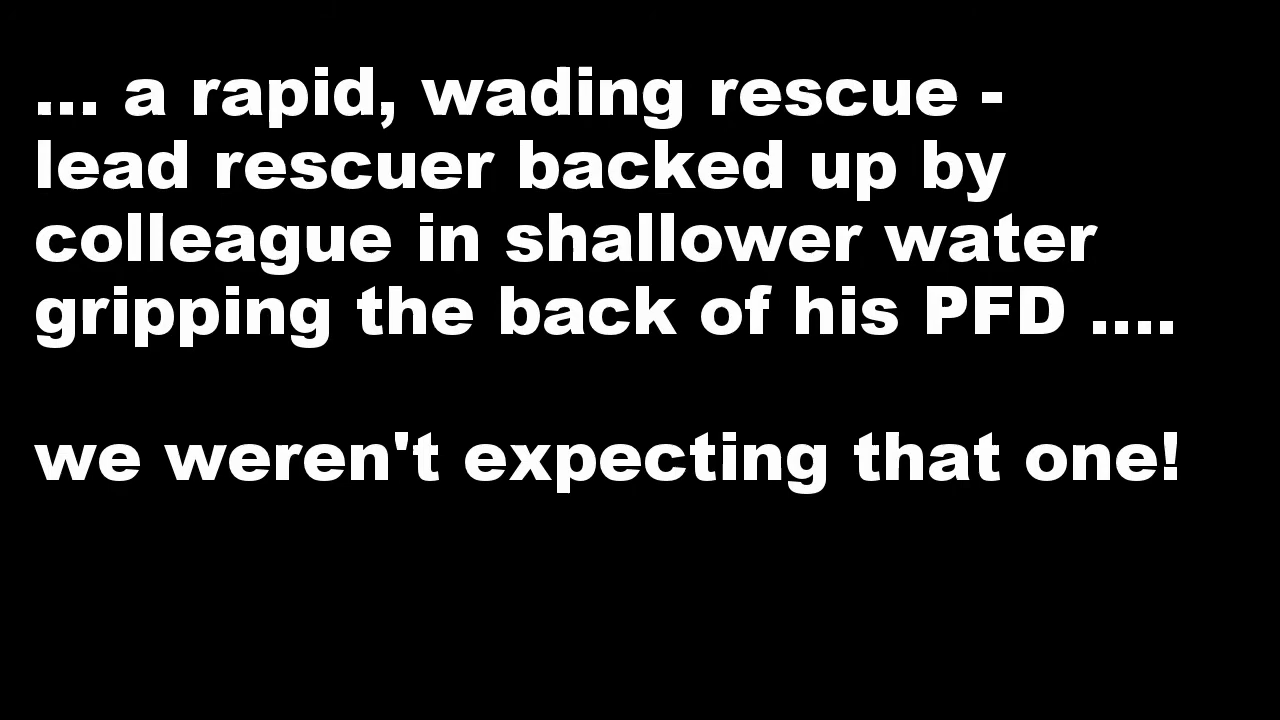 ... a rapid, wading rescue -
lead rescuer backed up by
colleague in shallower water
gripping the back of his PFD ....
we weren't expecting that one!